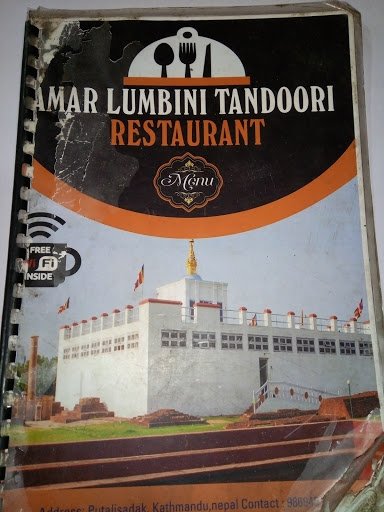 AMAR LUMBINI TANDOORI
RESTAURANT
Menu
FREE
Fi
INSIDE
Address: Putalisadak, Kathmandu,nepal Contact :